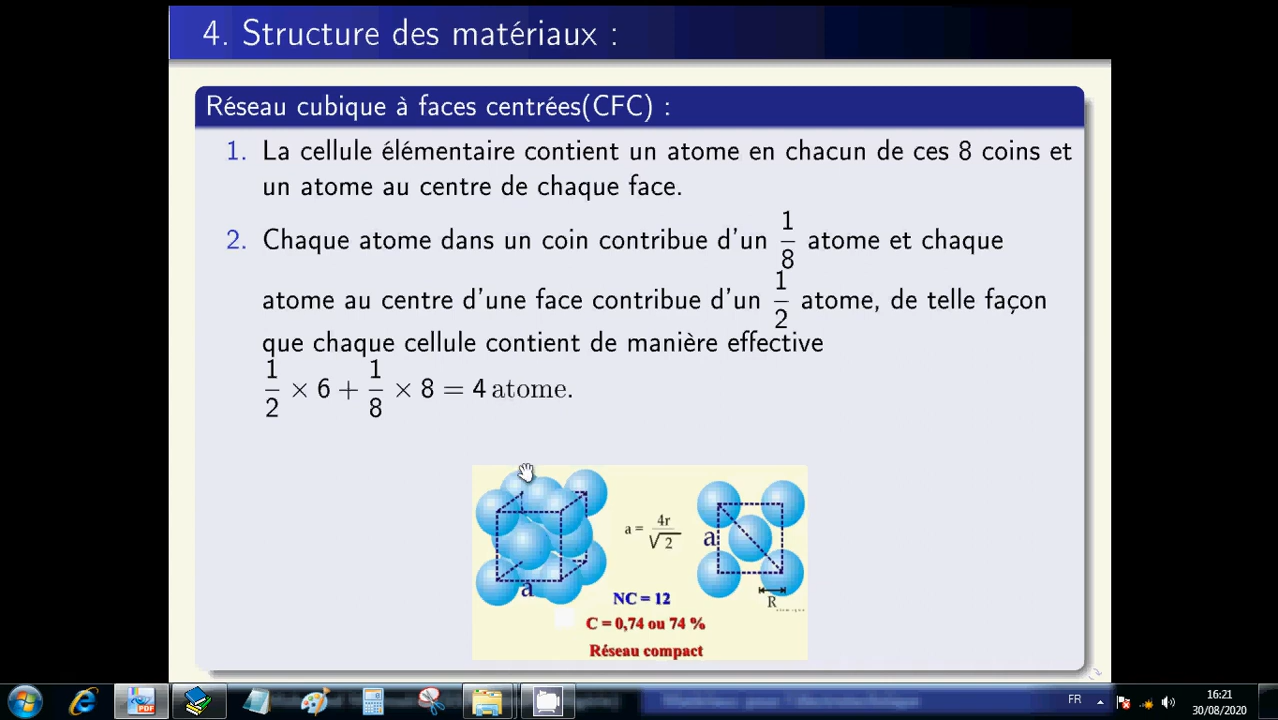 4. Structure des matériaux :
Réseau cubique à faces centrées(CFC) :
1. La cellule élémentaire contient un atome en chacun de ces 8 coins et
un atome au centre de chaque face.
2. Chaque atome dans un coin contribue d'un 1/8 atome et chaque
atome au centre d'une face contribue d'un 1/2 atome, de telle façon
que chaque cellule contient de manière effective
1/2 × 6 + 1/8 × 8 = 4 atome.
a = 4r/√2
a
a
R
NC = 12
C = 0,74 ou 74 %
Réseau compact
PDF
FR
16:21
30/08/2020